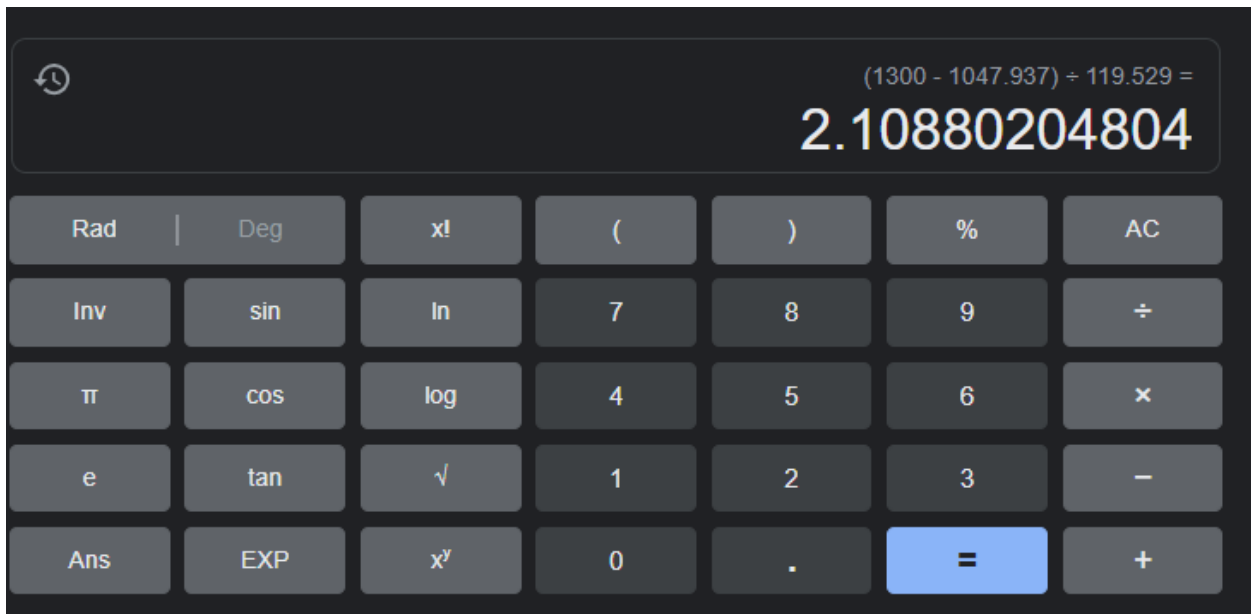 (1300 - 1047.937) ÷ 119.529 =
2.10880204804
Rad | Deg x! ( ) % AC
Inv sin ln 7 8 9 ÷
π cos log 4 5 6 ×
e tan √ 1 2 3 −
Ans EXP xʸ 0 . = +